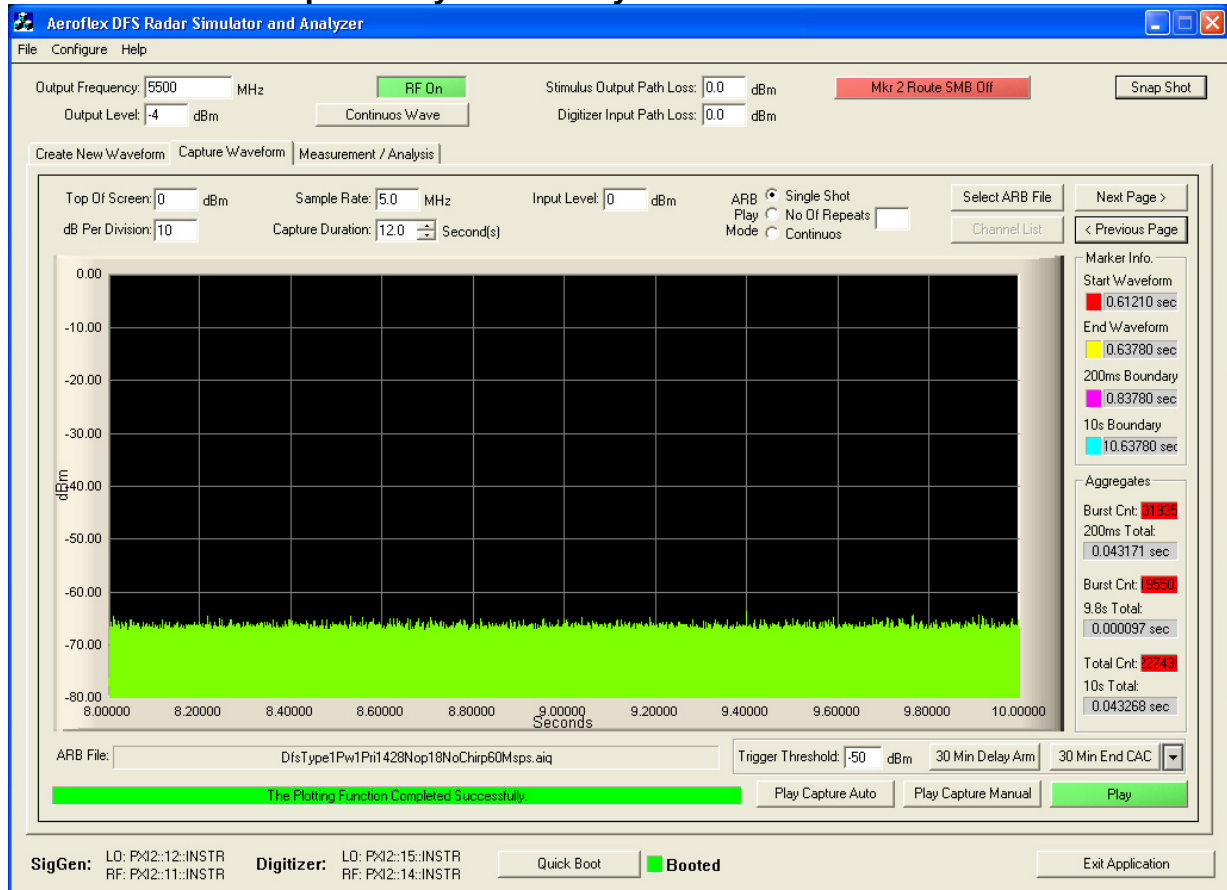 Aeroflex DFS Radar Simulator and Analyzer
File Configure Help
Output Frequency: 5500 MHz
RF On
Stimulus Output Path Loss: 0.0 dBm
Mkr 2 Route SMB Off
Snap Shot
Output Level: -4 dBm
Continuos Wave
Digitizer Input Path Loss: 0.0 dBm
Create New Waveform Capture Waveform Measurement / Analysis
Top Of Screen: 0 dBm
Sample Rate: 5.0 MHz
Input Level: 0 dBm
ARB Play Mode
Single Shot
No Of Repeats
Continuos
Select ARB File
Next Page >
dB Per Division: 10
Capture Duration: 12.0 Second(s)
Channel List
< Previous Page
0.00
-10.00
-20.00
-30.00
-40.00
-50.00
-60.00
-70.00
-80.00
dBm
8.00000 8.20000 8.40000 8.60000 8.80000 9.00000 9.20000 9.40000 9.60000 9.80000 10.00000
Seconds
Marker Info.
Start Waveform
0.61210 sec
End Waveform
0.63780 sec
200ms Boundary
0.83780 sec
10s Boundary
10.63780 sec
Aggregates
Burst Cnt: 31935
200ms Total:
0.043171 sec
Burst Cnt:
9.8s Total:
0.000097 sec
Total Cnt:
10s Total:
0.043268 sec
ARB File: DfsType1Pw1Pri1428Nop18NoChirp60Msps.aiq
Trigger Threshold: -50 dBm
30 Min Delay Arm
30 Min End CAC
The Plotting Function Completed Successfully.
Play Capture Auto
Play Capture Manual
Play
SigGen: LO: PXI2::12::INSTR
RF: PXI2::11::INSTR
Digitizer: LO: PXI2::15::INSTR
RF: PXI2::14::INSTR
Quick Boot
Booted
Exit Application